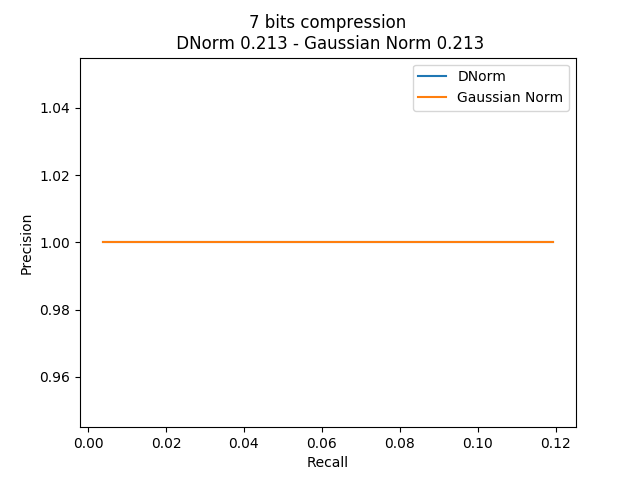 7 bits compression
DNorm 0.213 - Gaussian Norm 0.213
DNorm
Gaussian Norm
1.04
1.02
1.00
0.98
0.96
Precision
0.00 0.02 0.04 0.06 0.08 0.10 0.12
Recall